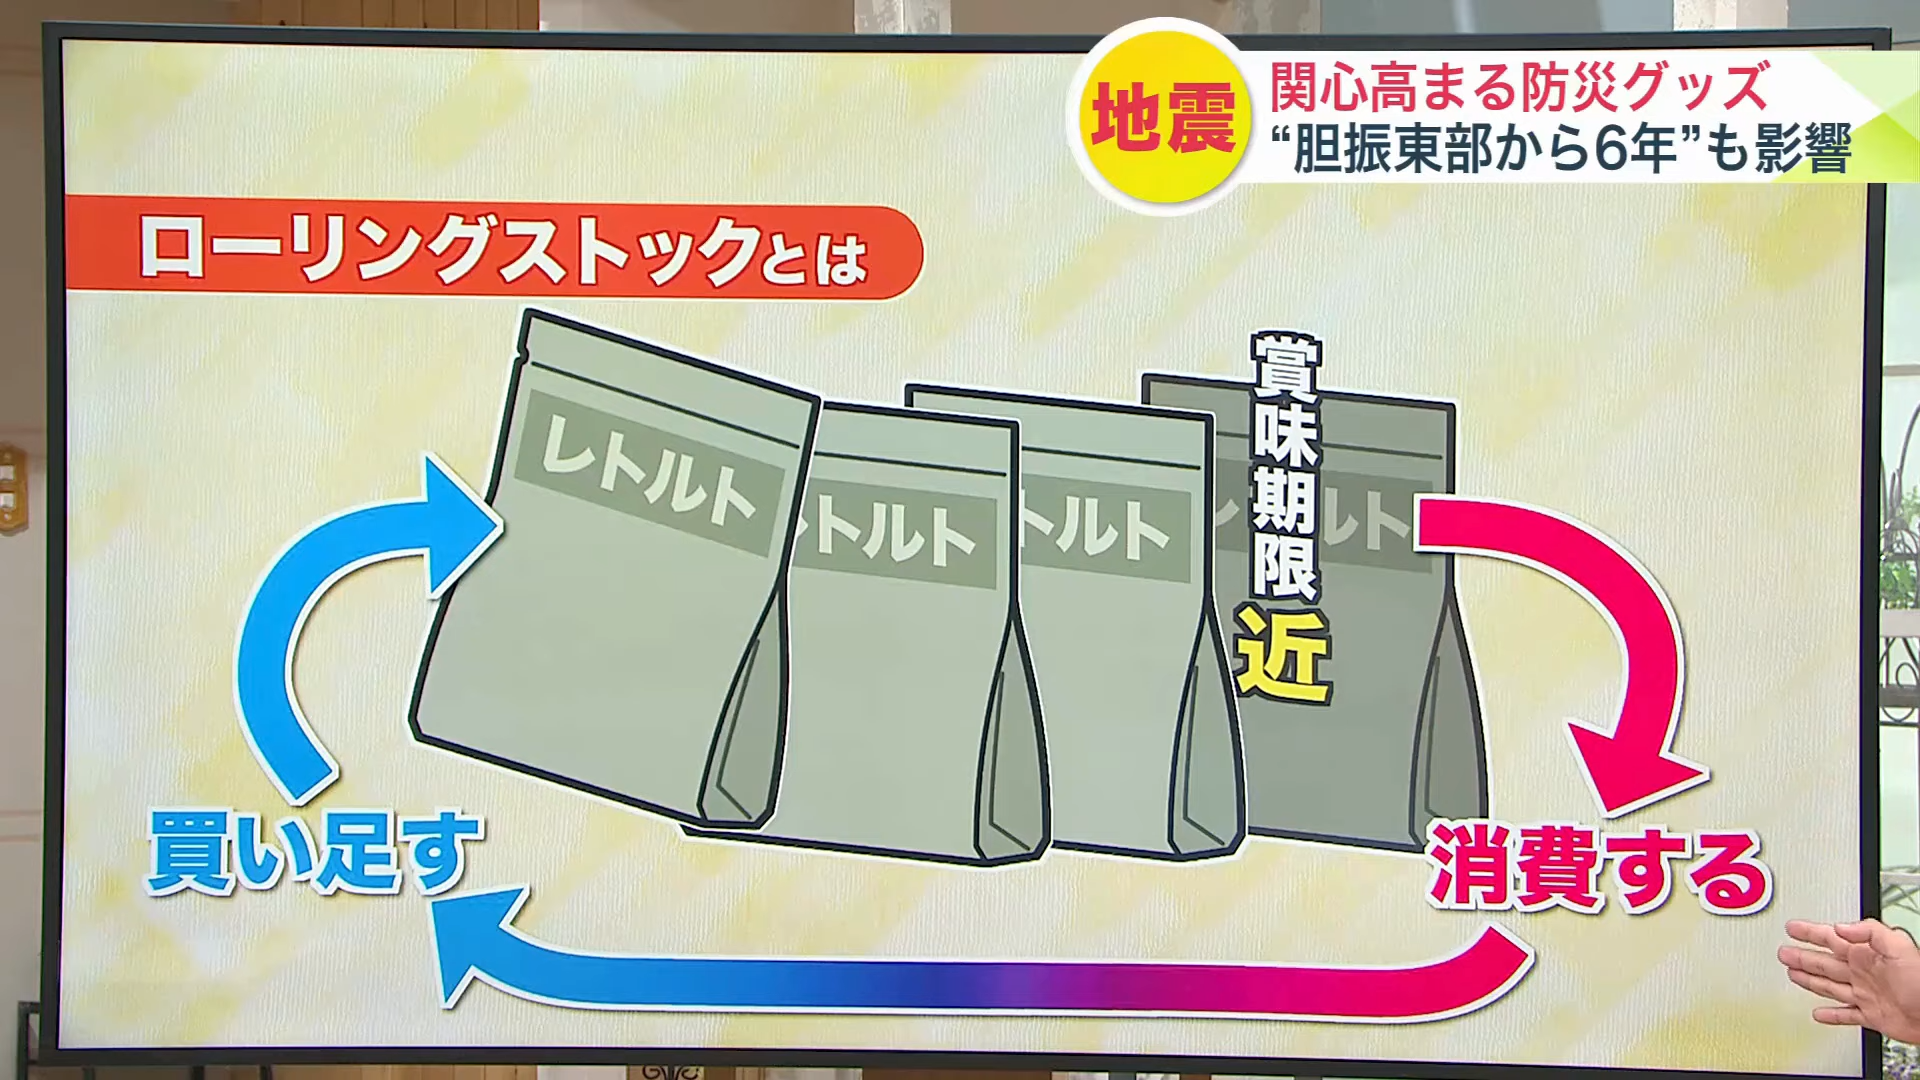 地震
関心高まる防災グッズ
“胆振東部から6年”も影響
ローリングストックとは
レトルト
トルト
トルト
ルト
賞味期限
近
買い足す
消費する